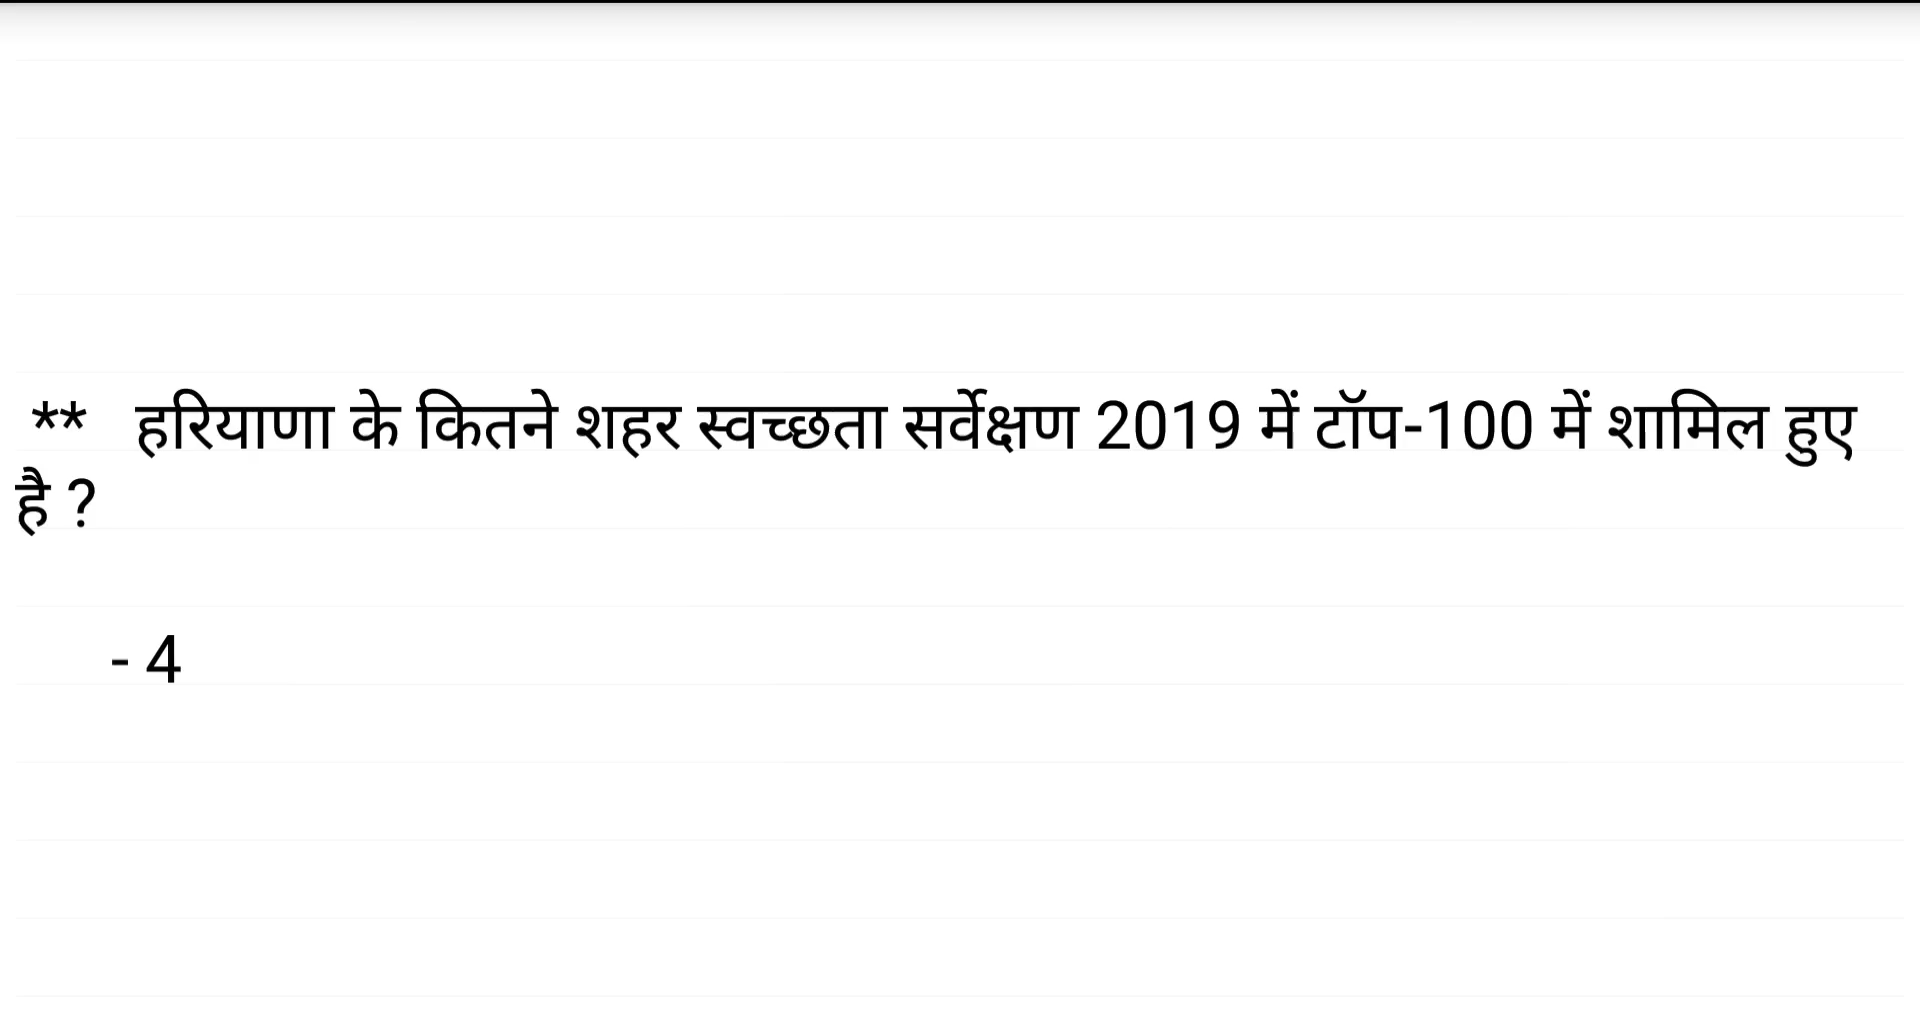 ** हरियाणा के कितने शहर स्वच्छता सर्वेक्षण 2019 में टॉप-100 में शामिल हुए
है ?
- 4